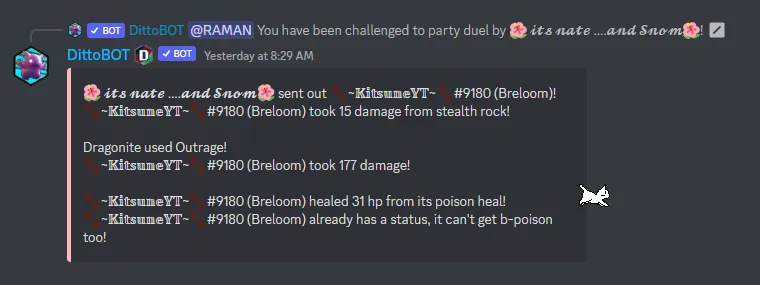 ✓ BOT DittoBOT @RAMAN You have been challenged to party duel by 🌺 𝓲𝓽𝓼 𝓷𝓪𝓽𝓮 ....𝓪𝓷𝓭 𝓢𝓷𝓸𝓶🌺!
DittoBOT D ✓ BOT Yesterday at 8:29 AM
🌺 𝓲𝓽𝓼 𝓷𝓪𝓽𝓮 ....𝓪𝓷𝓭 𝓢𝓷𝓸𝓶🌺 sent out 🐾~𝕂𝕚𝕥𝕤𝕦𝕟𝕖𝕐𝕋~🐾#9180 (Breloom)!
🐾~𝕂𝕚𝕥𝕤𝕦𝕟𝕖𝕐𝕋~🐾#9180 (Breloom) took 15 damage from stealth rock!
Dragonite used Outrage!
🐾~𝕂𝕚𝕥𝕤𝕦𝕟𝕖𝕐𝕋~🐾#9180 (Breloom) took 177 damage!
🐾~𝕂𝕚𝕥𝕤𝕦𝕟𝕖𝕐𝕋~🐾#9180 (Breloom) healed 31 hp from its poison heal!
🐾~𝕂𝕚𝕥𝕤𝕦𝕟𝕖𝕐𝕋~🐾#9180 (Breloom) already has a status, it can't get b-poison
too!